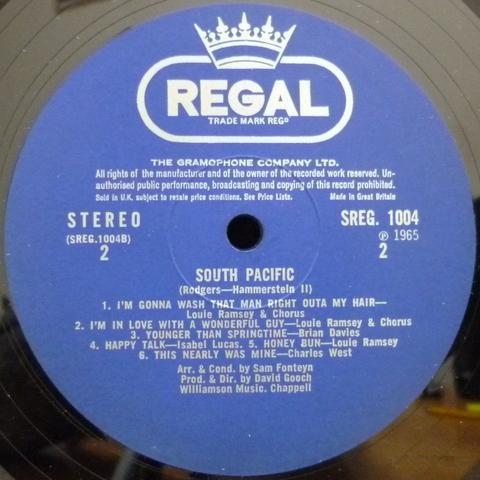 REGAL
TRADE MARK REGD
THE GRAMOPHONE COMPANY LTD.
All rights of the manufacturer and of the owner of the recorded work reserved. Un-
authorised public performance, broadcasting and copying of this record prohibited.
Sold in U.K. subject to resale price conditions. See Price Lists. Made in Great Britain
STEREO SREG. 1004
(SREG.1004B) ℗ 1965
2 2
SOUTH PACIFIC
(Rodgers—Hammerstein II)
1. I'M GONNA WASH THAT MAN RIGHT OUTA MY HAIR—
Louie Ramsey & Chorus
2. I'M IN LOVE WITH A WONDERFUL GUY—Louie Ramsey & Chorus
3. YOUNGER THAN SPRINGTIME—Brian Davies
4. HAPPY TALK—Isabel Lucas. 5. HONEY BUN—Louie Ramsey
6. THIS NEARLY WAS MINE—Charles West
Arr. & Cond. by Sam Fonteyn
Prod. & Dir. by David Gooch
Williamson Music. Chappell